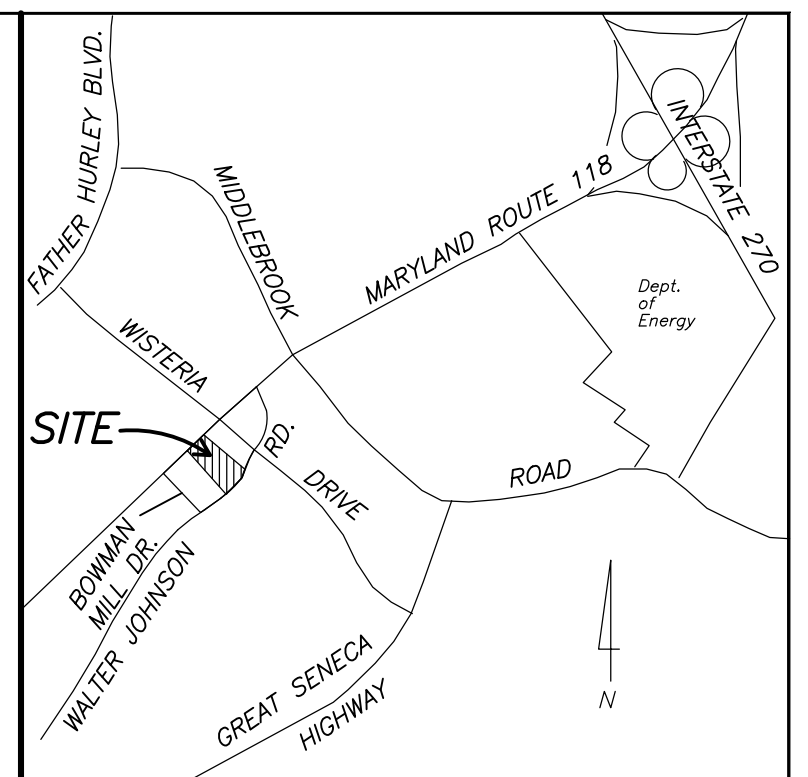 FATHER HURLEY BLVD.
MIDDLEBROOK
MARYLAND ROUTE 118
INTERSTATE 270
Dept.
of
Energy
WISTERIA
SITE
RD.
DRIVE
ROAD
BOWMAN
MILL DR.
WALTER JOHNSON
GREAT SENECA
HIGHWAY
N